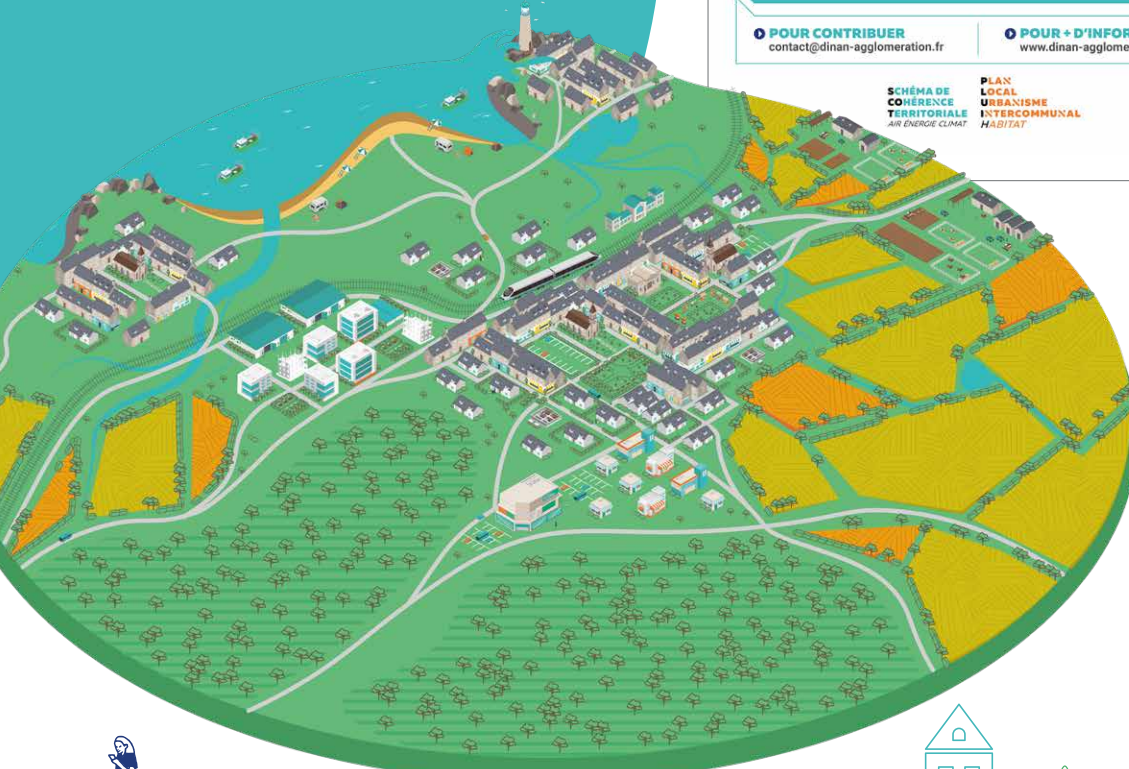 POUR CONTRIBUER
contact@dinan-agglomeration.fr
POUR + D'INFOR
www.dinan-agglome
SCHÉMA DE
COHÉRENCE
TERRITORIALE
AIR ENERGIE CLIMAT
PLAN
LOCAL
URBANISME
INTERCOMMUNAL
HABITAT